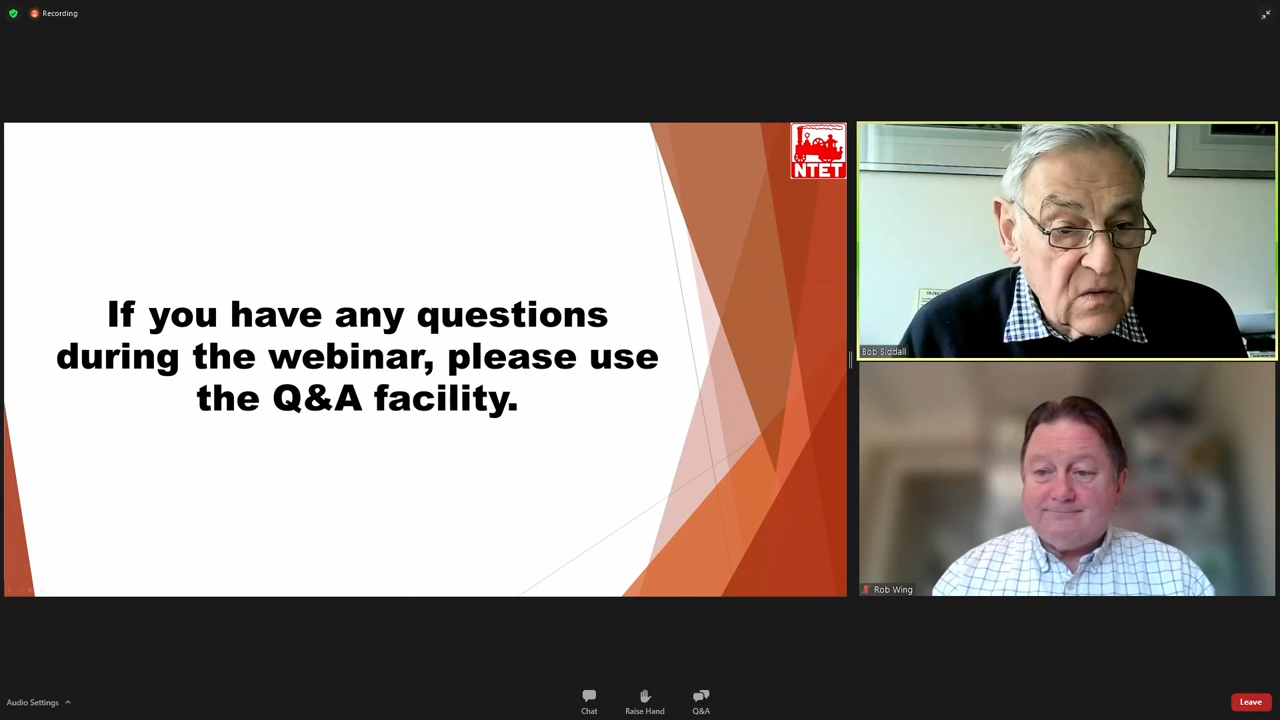 Recording
NTET
If you have any questions
during the webinar, please use
the Q&A facility.
Bob Siddall
Rob Wing
Audio Settings
Chat
Raise Hand
Q&A
Leave